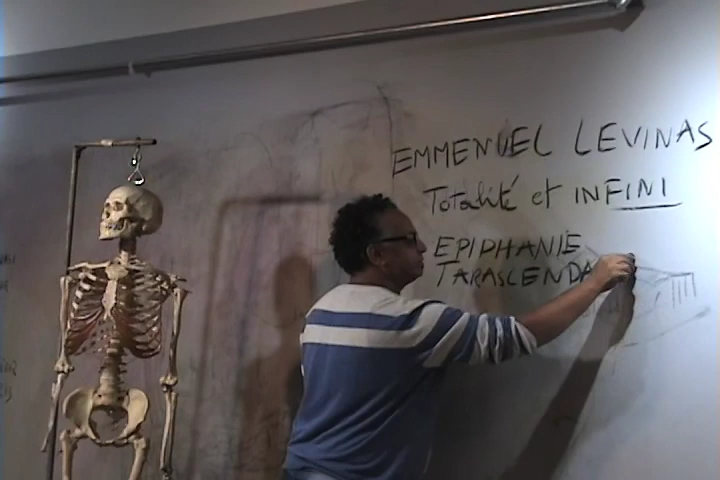 EMMENUEL LEVINAS
Totalité et INFINI
EPIPHANIE
TARASCENDA